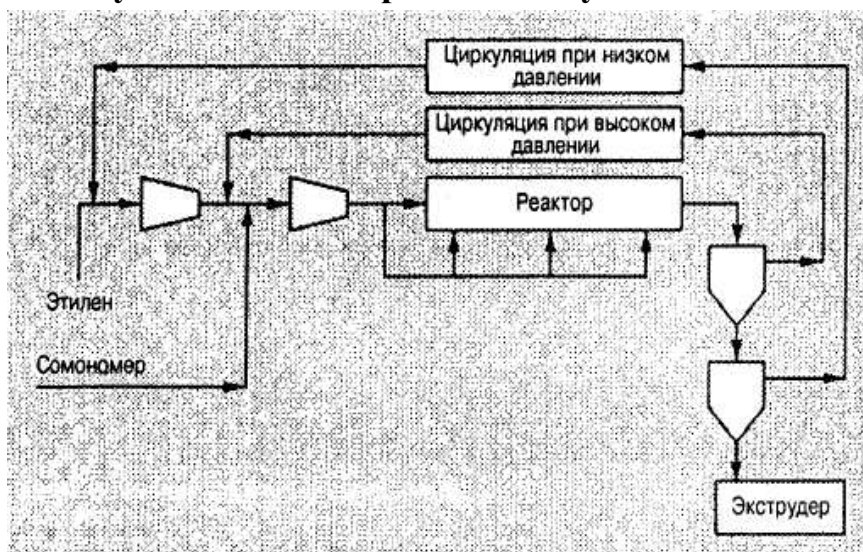 Циркуляция при низком
давлении
Циркуляция при высоком
давлении
Реактор
Этилен
Сомономер
Экструдер